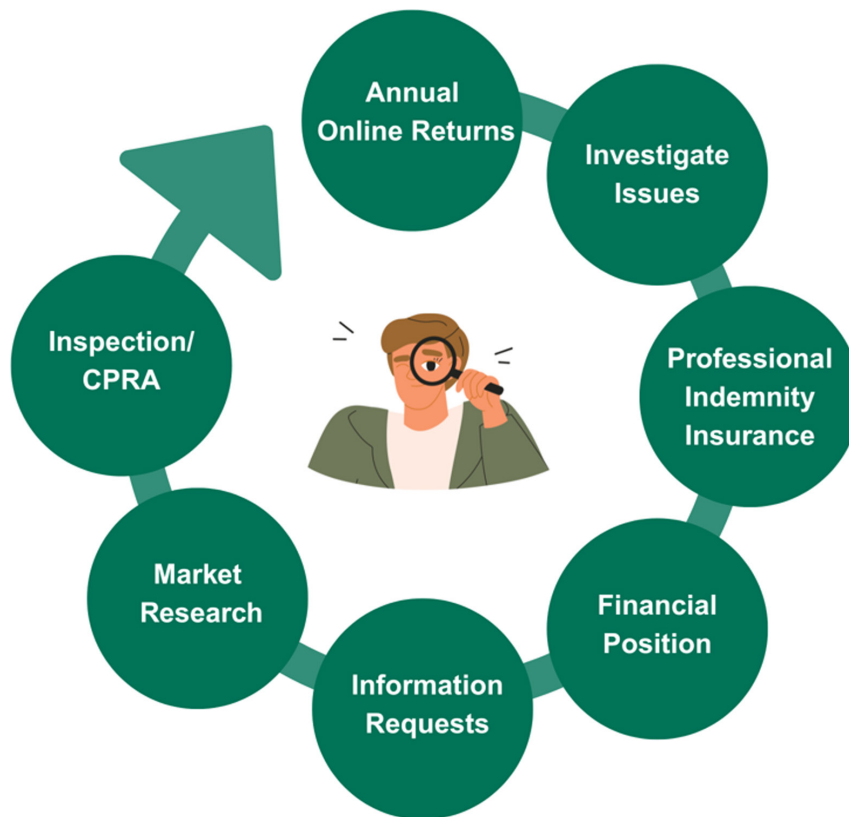 Annual
Online Returns
Investigate
Issues
Professional
Indemnity
Insurance
Financial
Position
Information
Requests
Market
Research
Inspection/
CPRA